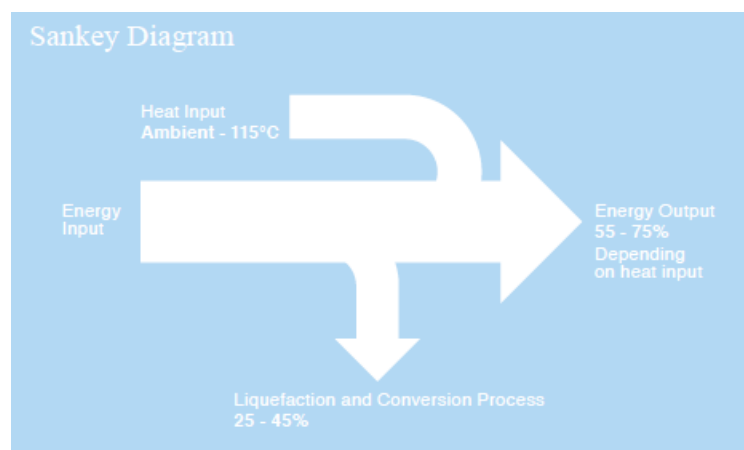 Sankey Diagram
Heat Input
Ambient - 115°C
Energy
Input
Energy Output
55 - 75%
Depending
on heat input
Liquefaction and Conversion Process
25 - 45%